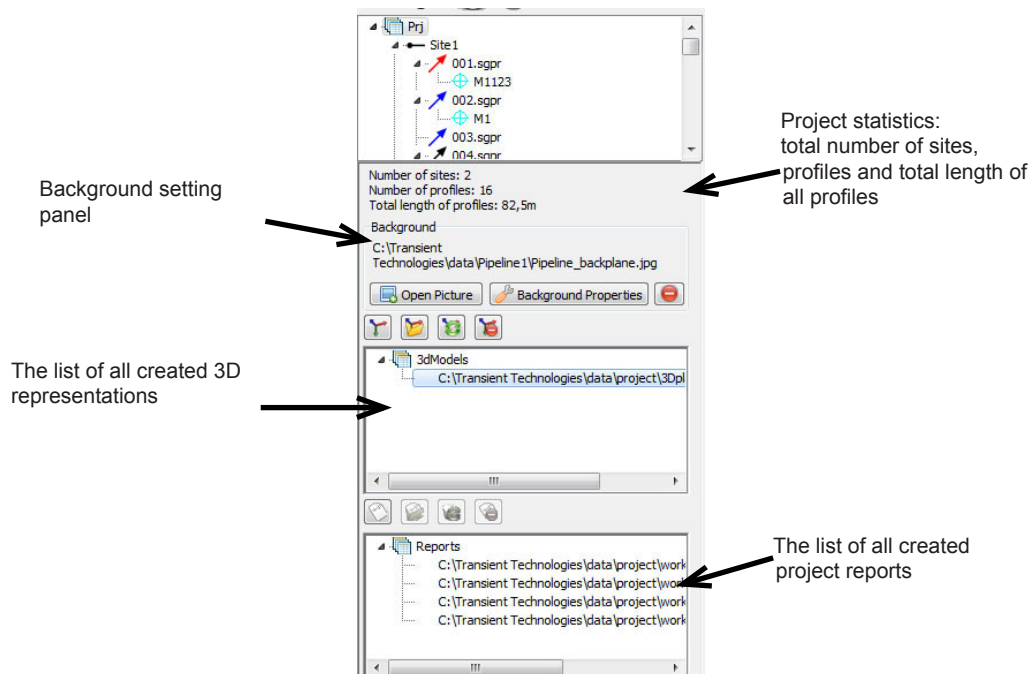 Prj
Site1
001.sgpr
M1123
002.sgpr
M1
003.sgpr
004.sgpr
Project statistics:
total number of sites,
profiles and total length of
all profiles
Number of sites: 2
Number of profiles: 16
Total length of profiles: 82,5m
Background setting
panel
Background
C:\Transient
Technologies\data\Pipeline1\Pipeline_backplane.jpg
Open Picture
Background Properties
The list of all created 3D
representations
3dModels
C:\Transient Technologies\data\project\3Dpl
The list of all created
project reports
Reports
C:\Transient Technologies\data\project\work
C:\Transient Technologies\data\project\work
C:\Transient Technologies\data\project\work
C:\Transient Technologies\data\project\work